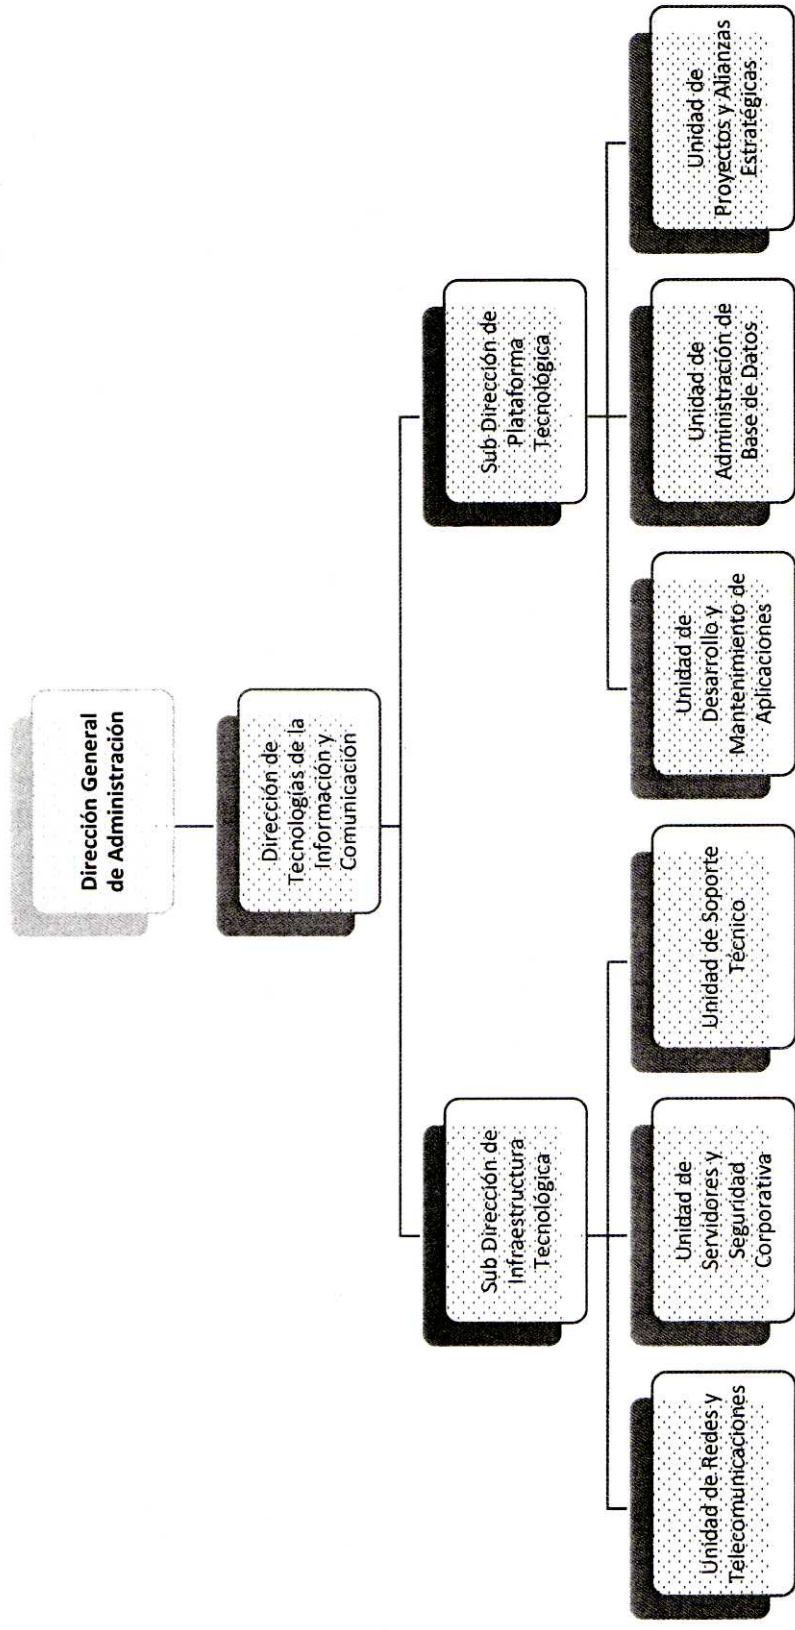 Dirección General
de Administración
Dirección de
Tecnologías de la
Información y
Comunicación
Sub Dirección de
Infraestructura
Tecnológica
Sub Dirección de
Plataforma
Tecnológica
Unidad de Redes y
Telecomunicaciones
Unidad de
Servidores y
Seguridad
Corporativa
Unidad de Soporte
Técnico
Unidad de
Desarrollo y
Mantenimiento de
Aplicaciones
Unidad de
Administración de
Base de Datos
Unidad de
Proyectos y Alianzas
Estratégicas